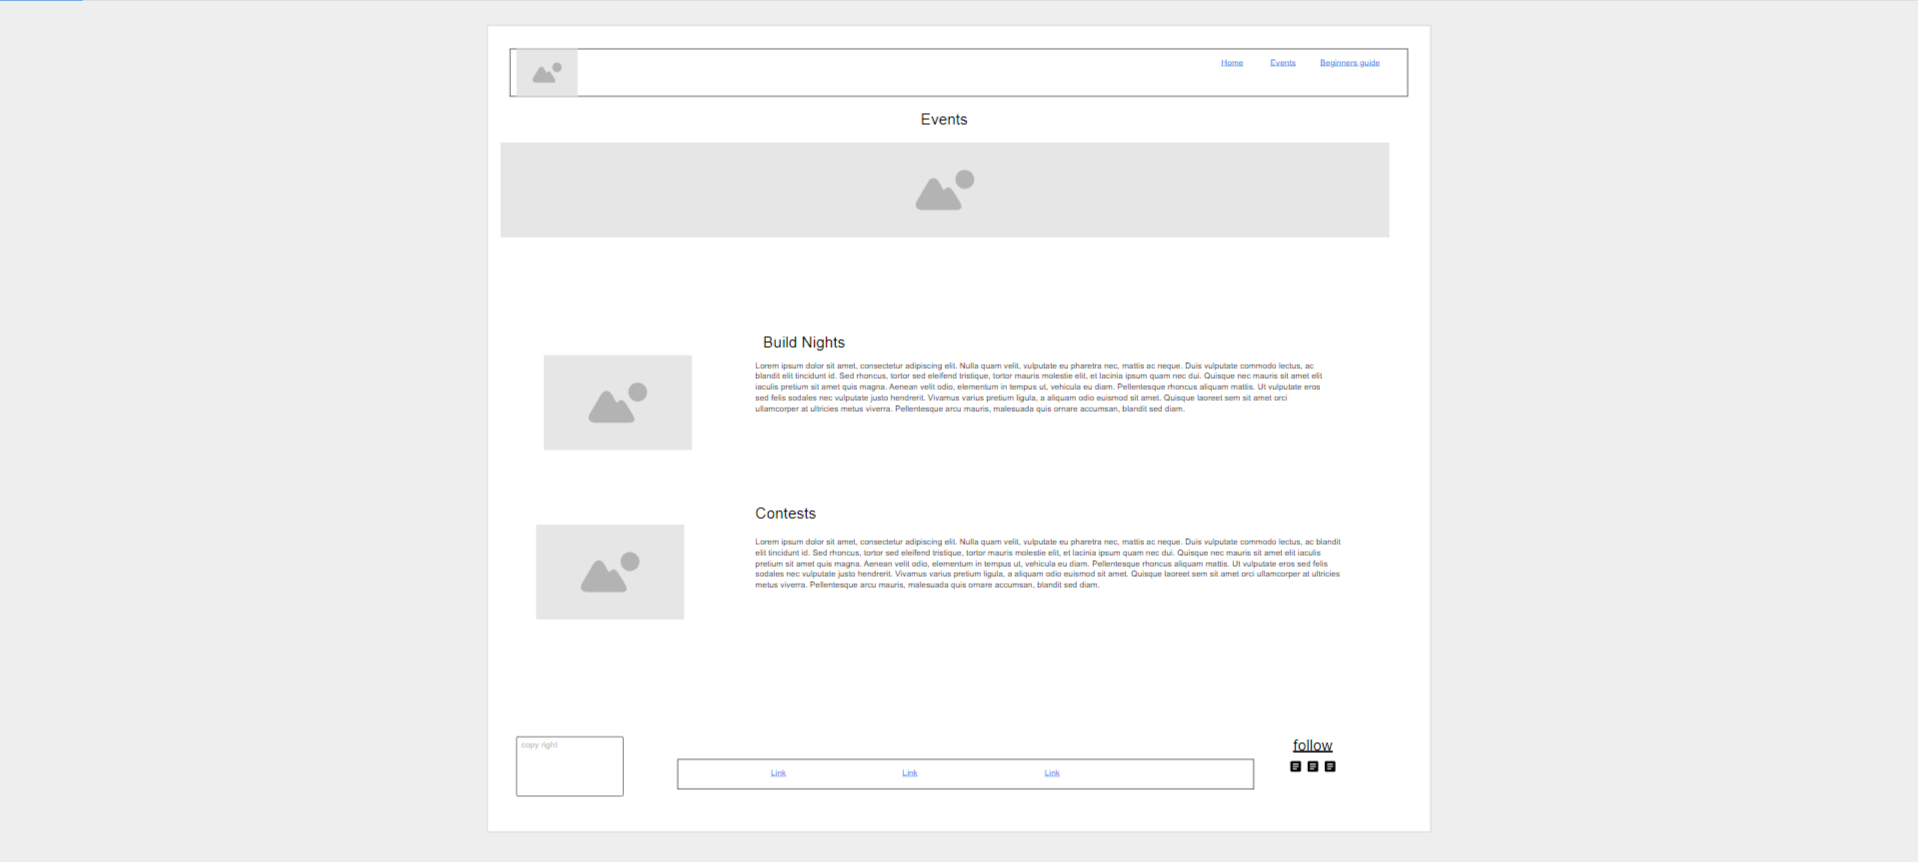 Home Events Beginners guide
Events
Build Nights
Lorem ipsum dolor sit amet, consectetur adipiscing elit. Nulla quam velit, vulputate eu pharetra nec, mattis ac neque. Duis vulputate commodo lectus, ac
blandit elit tincidunt id. Sed rhoncus, tortor sed eleifend tristique, tortor mauris molestie elit, et lacinia ipsum quam nec dui. Quisque nec mauris sit amet elit
iaculis pretium sit amet quis magna. Aenean velit odio, elementum in tempus ut, vehicula eu diam. Pellentesque rhoncus aliquam mattis. Ut vulputate eros
sed felis sodales nec vulputate justo hendrerit. Vivamus varius pretium ligula, a aliquam odio euismod sit amet. Quisque laoreet sem sit amet orci
ullamcorper at ultricies metus viverra. Pellentesque arcu mauris, malesuada quis ornare accumsan, blandit sed diam.
Contests
Lorem ipsum dolor sit amet, consectetur adipiscing elit. Nulla quam velit, vulputate eu pharetra nec, mattis ac neque. Duis vulputate commodo lectus, ac blandit
elit tincidunt id. Sed rhoncus, tortor sed eleifend tristique, tortor mauris molestie elit, et lacinia ipsum quam nec dui. Quisque nec mauris sit amet elit iaculis
pretium sit amet quis magna. Aenean velit odio, elementum in tempus ut, vehicula eu diam. Pellentesque rhoncus aliquam mattis. Ut vulputate eros sed felis
sodales nec vulputate justo hendrerit. Vivamus varius pretium ligula, a aliquam odio euismod sit amet. Quisque laoreet sem sit amet orci ullamcorper at ultricies
metus viverra. Pellentesque arcu mauris, malesuada quis ornare accumsan, blandit sed diam.
copy right
Link Link Link
follow